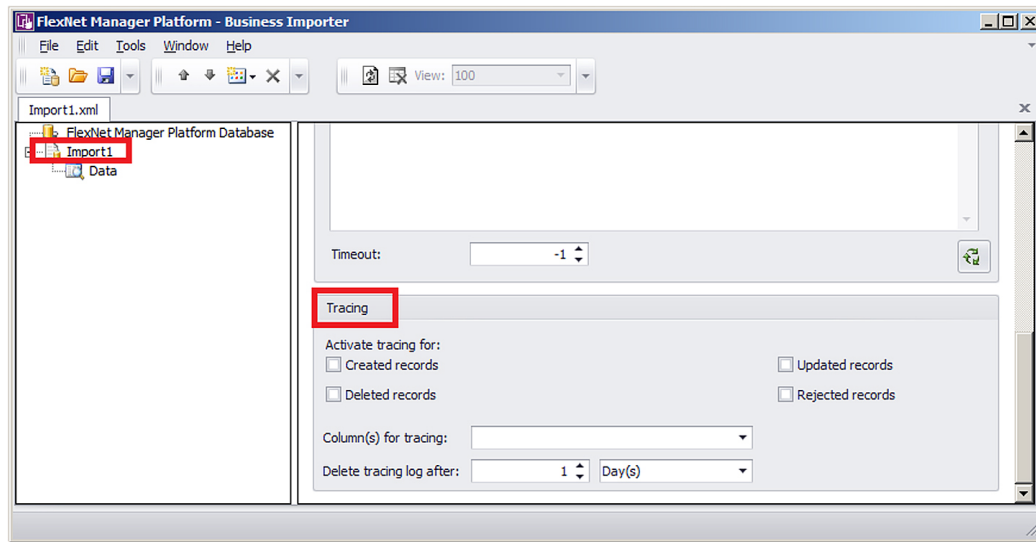 FlexNet Manager Platform - Business Importer
File Edit Tools Window Help
View: 100
Import1.xml
FlexNet Manager Platform Database
Import1
Data
Timeout: -1
Tracing
Activate tracing for:
Created records Updated records
Deleted records Rejected records
Column(s) for tracing:
Delete tracing log after: 1 Day(s)